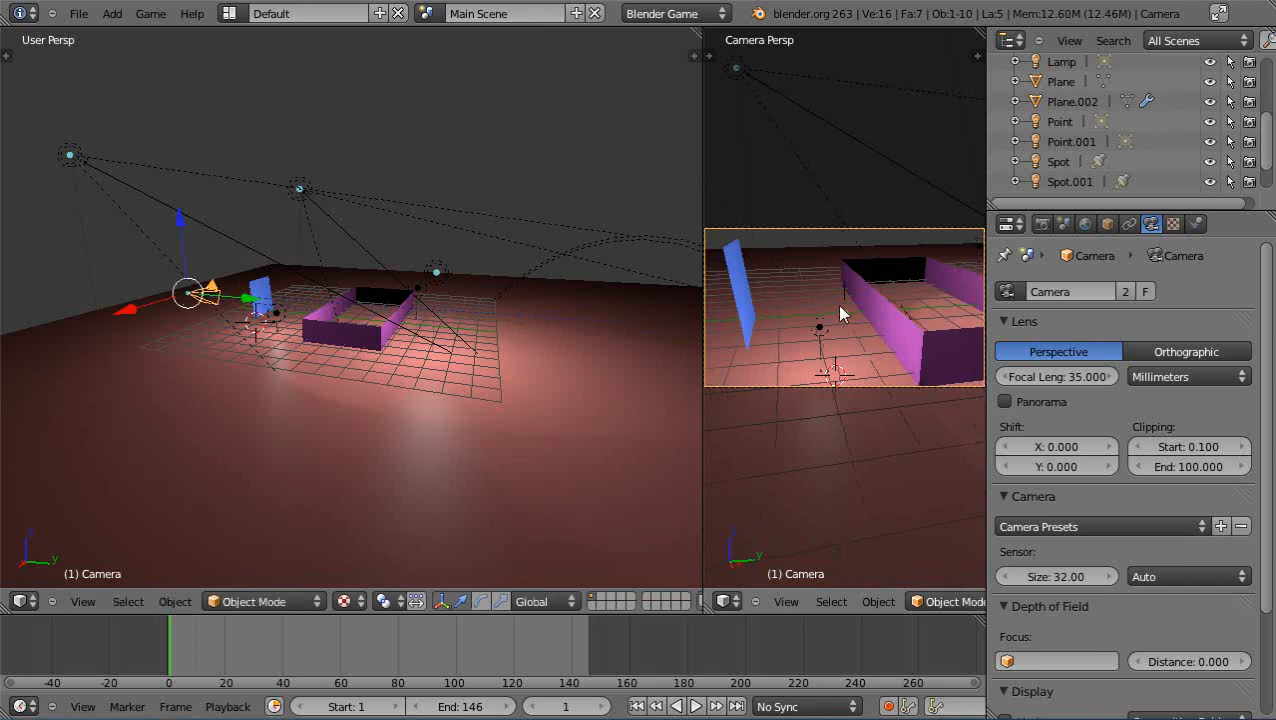 File Add Game Help Default Main Scene Blender Game blender.org 263 | Ve:16 | Fa:7 | Ob:1-10 | La:5 | Mem:12.60M (12.46M) | Camera
User Persp
Camera Persp
View Search All Scenes
Lamp
Plane
Plane.002
Point
Point.001
Spot
Spot.001
Camera Camera
Camera 2 F
Lens
Perspective Orthographic
Focal Len: 35.000 Millimeters
Panorama
Shift: Clipping:
X: 0.000 Start: 0.100
Y: 0.000 End: 100.000
Camera
Camera Presets
Sensor:
Size: 32.00 Auto
Depth of Field
Focus:
Distance: 0.000
Display
y
(1) Camera
y
(1) Camera
View Select Object Object Mode Global
View Select Object Object Mode
-40 -20 0 20 40 60 80 100 120 140 160 180 200 220 240 260
View Marker Frame Playback Start: 1 End: 146 1 No Sync